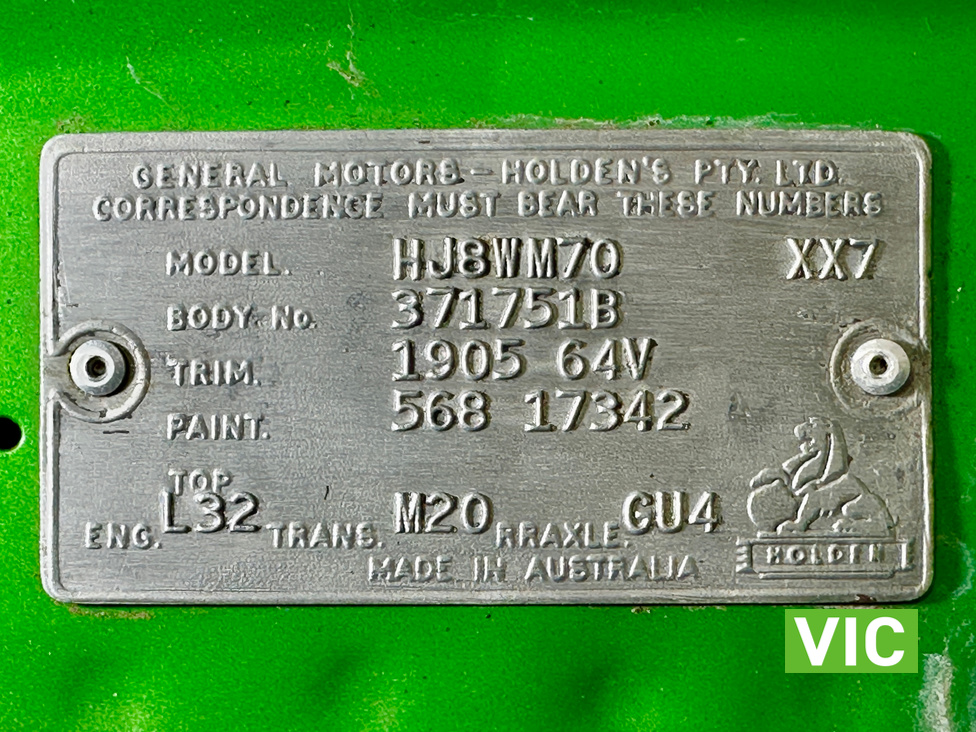 GENERAL MOTORS-HOLDEN'S PTY. LTD.
CORRESPONDENCE MUST BEAR THESE NUMBERS
MODEL. HJ8WM70 XX7
BODY No. 371751B
TRIM. 1905 64V
PAINT. 568 17342
TOP
ENG. L32 TRANS. M20 RRAXLE. GU4
MADE IN AUSTRALIA
HOLDEN
VIC